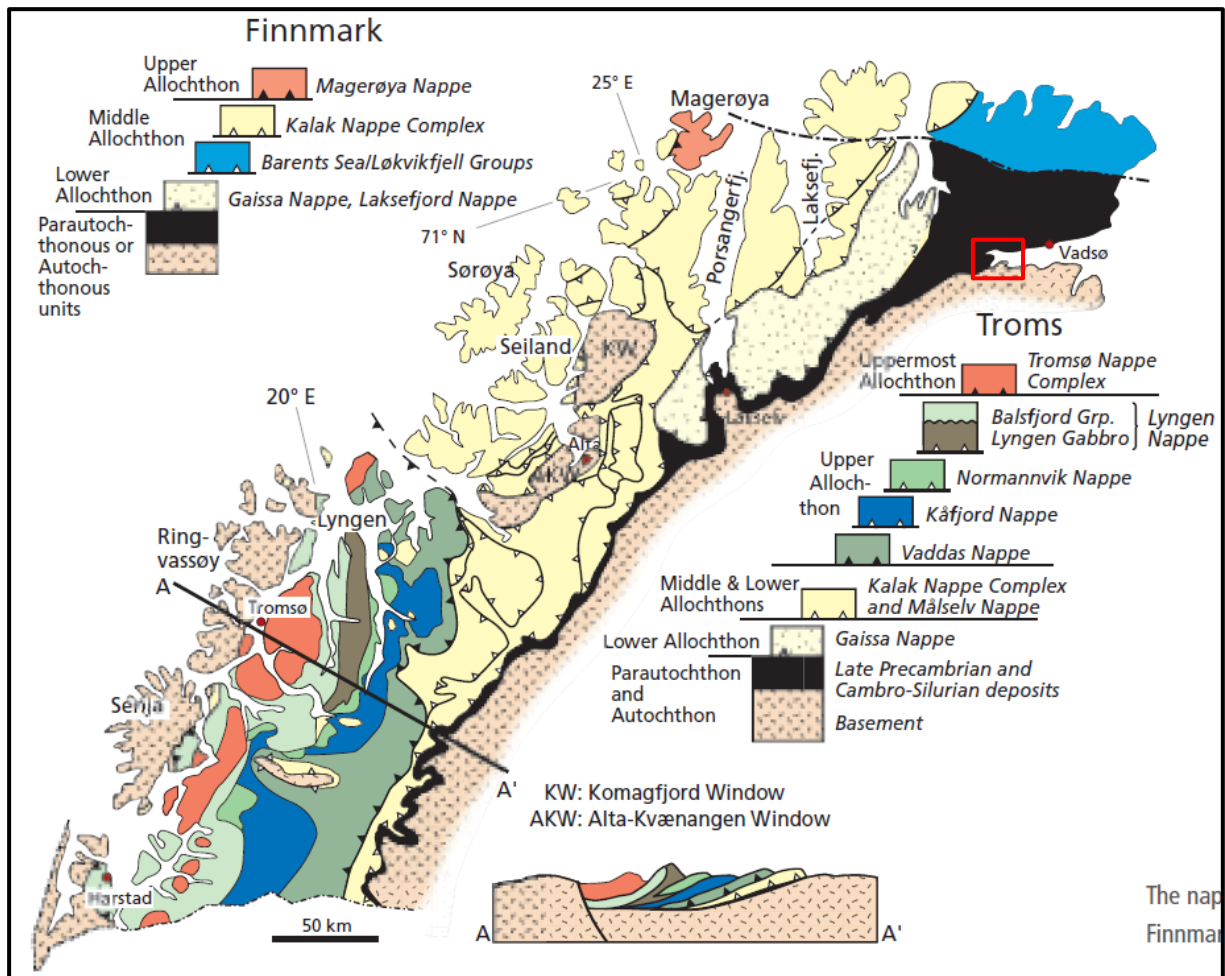 Finnmark
Upper
Allochthon
Magerøya Nappe
Middle
Allochthon
Kalak Nappe Complex
Barents Sea/Løkvikfjell Groups
Lower
Allochthon
Gaissa Nappe, Laksefjord Nappe
Parautoch-
thonous or
Autoch-
thonous
units
25° E
Magerøya
71° N
Porsangerfj.
Laksefj.
Vadsø
Sørøya
Seiland
KW
20° E
Alta
AKW
Lakselv
Lyngen
Ring-
vassøy
A
Tromsø
Senja
Harstad
A'
50 km
Troms
Uppermost
Allochthon
Tromsø Nappe
Complex
Balsfjord Grp.
Lyngen Gabbro
Lyngen
Nappe
Upper
Alloch-
thon
Normannvik Nappe
Kåfjord Nappe
Vaddas Nappe
Middle & Lower
Allochthons
Kalak Nappe Complex
and Målselv Nappe
Lower Allochthon
Gaissa Nappe
Parautochthon
and
Autochthon
Late Precambrian and
Cambro-Silurian deposits
Basement
KW: Komagfjord Window
AKW: Alta-Kvænangen Window
A
A'
The nap
Finnmar
?